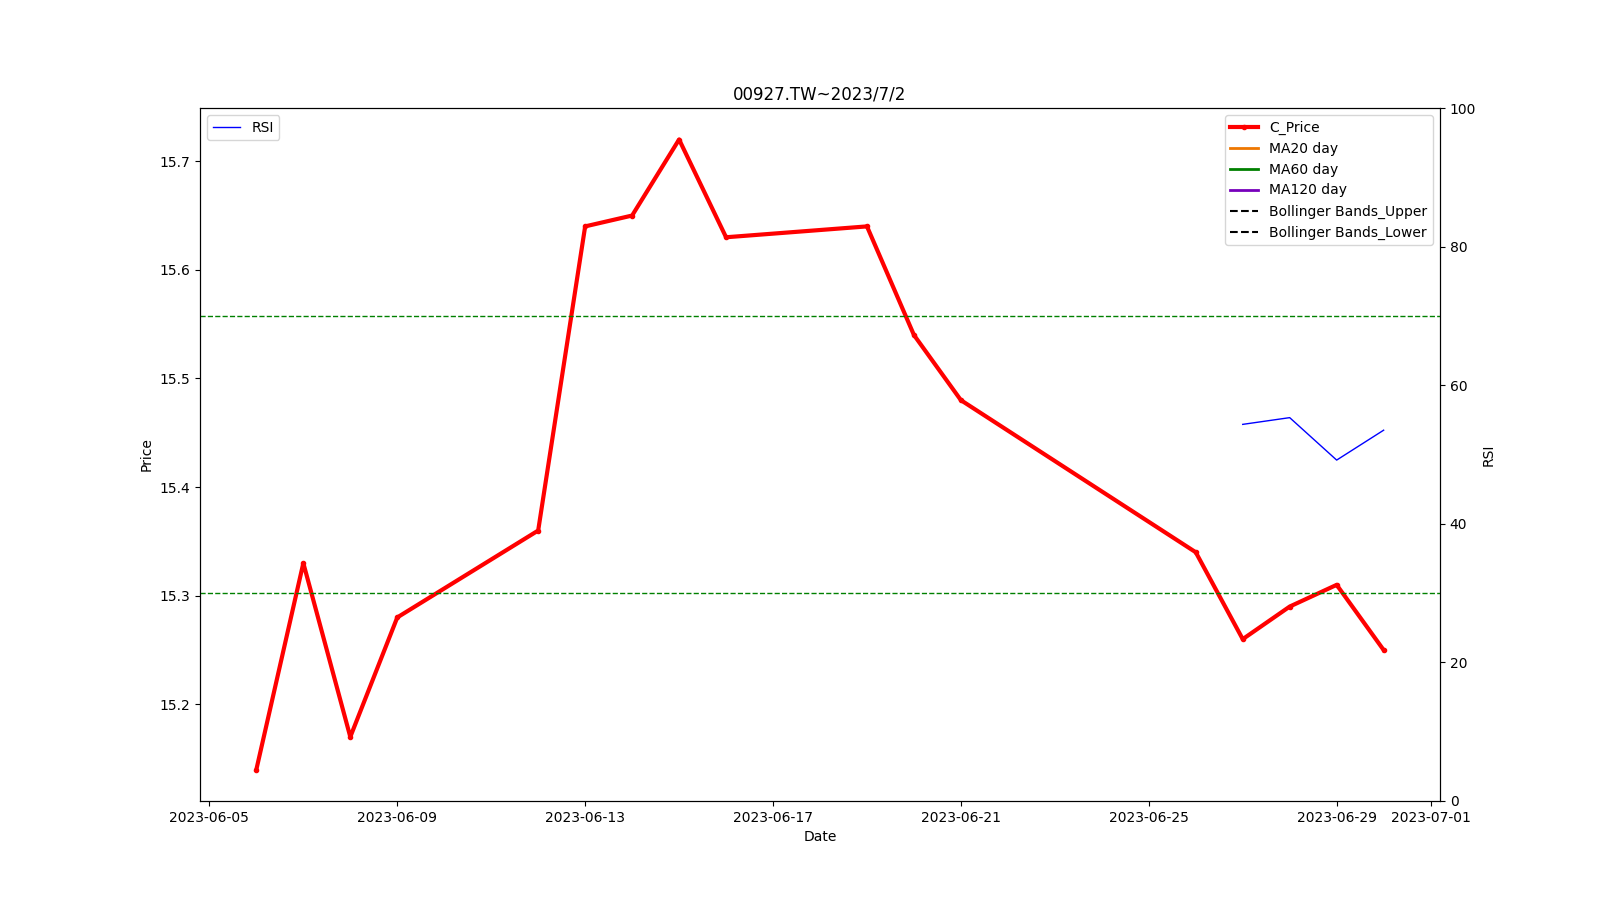 00927.TW~2023/7/2
RSI
C_Price
MA20 day
MA60 day
MA120 day
Bollinger Bands_Upper
Bollinger Bands_Lower
Price
15.7
15.6
15.5
15.4
15.3
15.2
100
80
60
40
20
0
RSI
2023-06-05 2023-06-09 2023-06-13 2023-06-17 2023-06-21 2023-06-25 2023-06-29 2023-07-01
Date